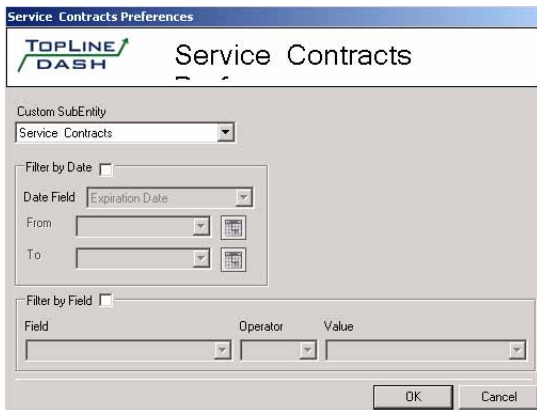 Service Contracts Preferences
TOPLINE
DASH
Service Contracts
Custom SubEntity
Service Contracts
Filter by Date
Date Field Expiration Date
From
To
Filter by Field
Field Operator Value
OK Cancel